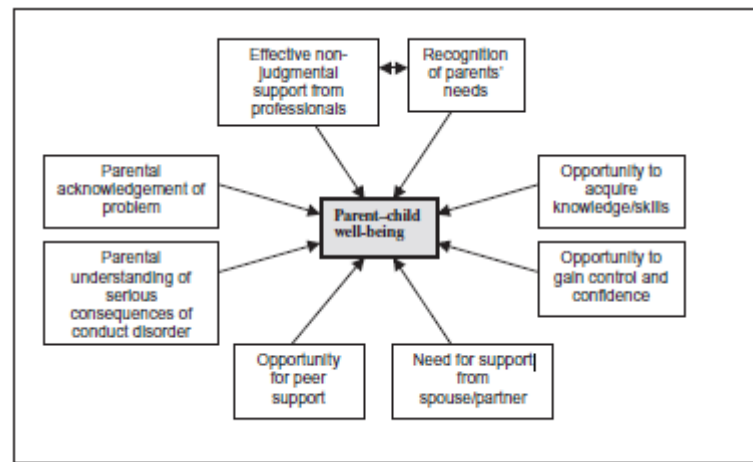 Effective non-
judgmental
support from
professionals
Recognition
of parents'
needs
Parental
acknowledgement of
problem
Opportunity to
acquire
knowledge/skills
Parent–child
well-being
Parental
understanding of
serious
consequences of
conduct disorder
Opportunity to
gain control and
confidence
Opportunity
for peer
support
Need for support
from
spouse/partner